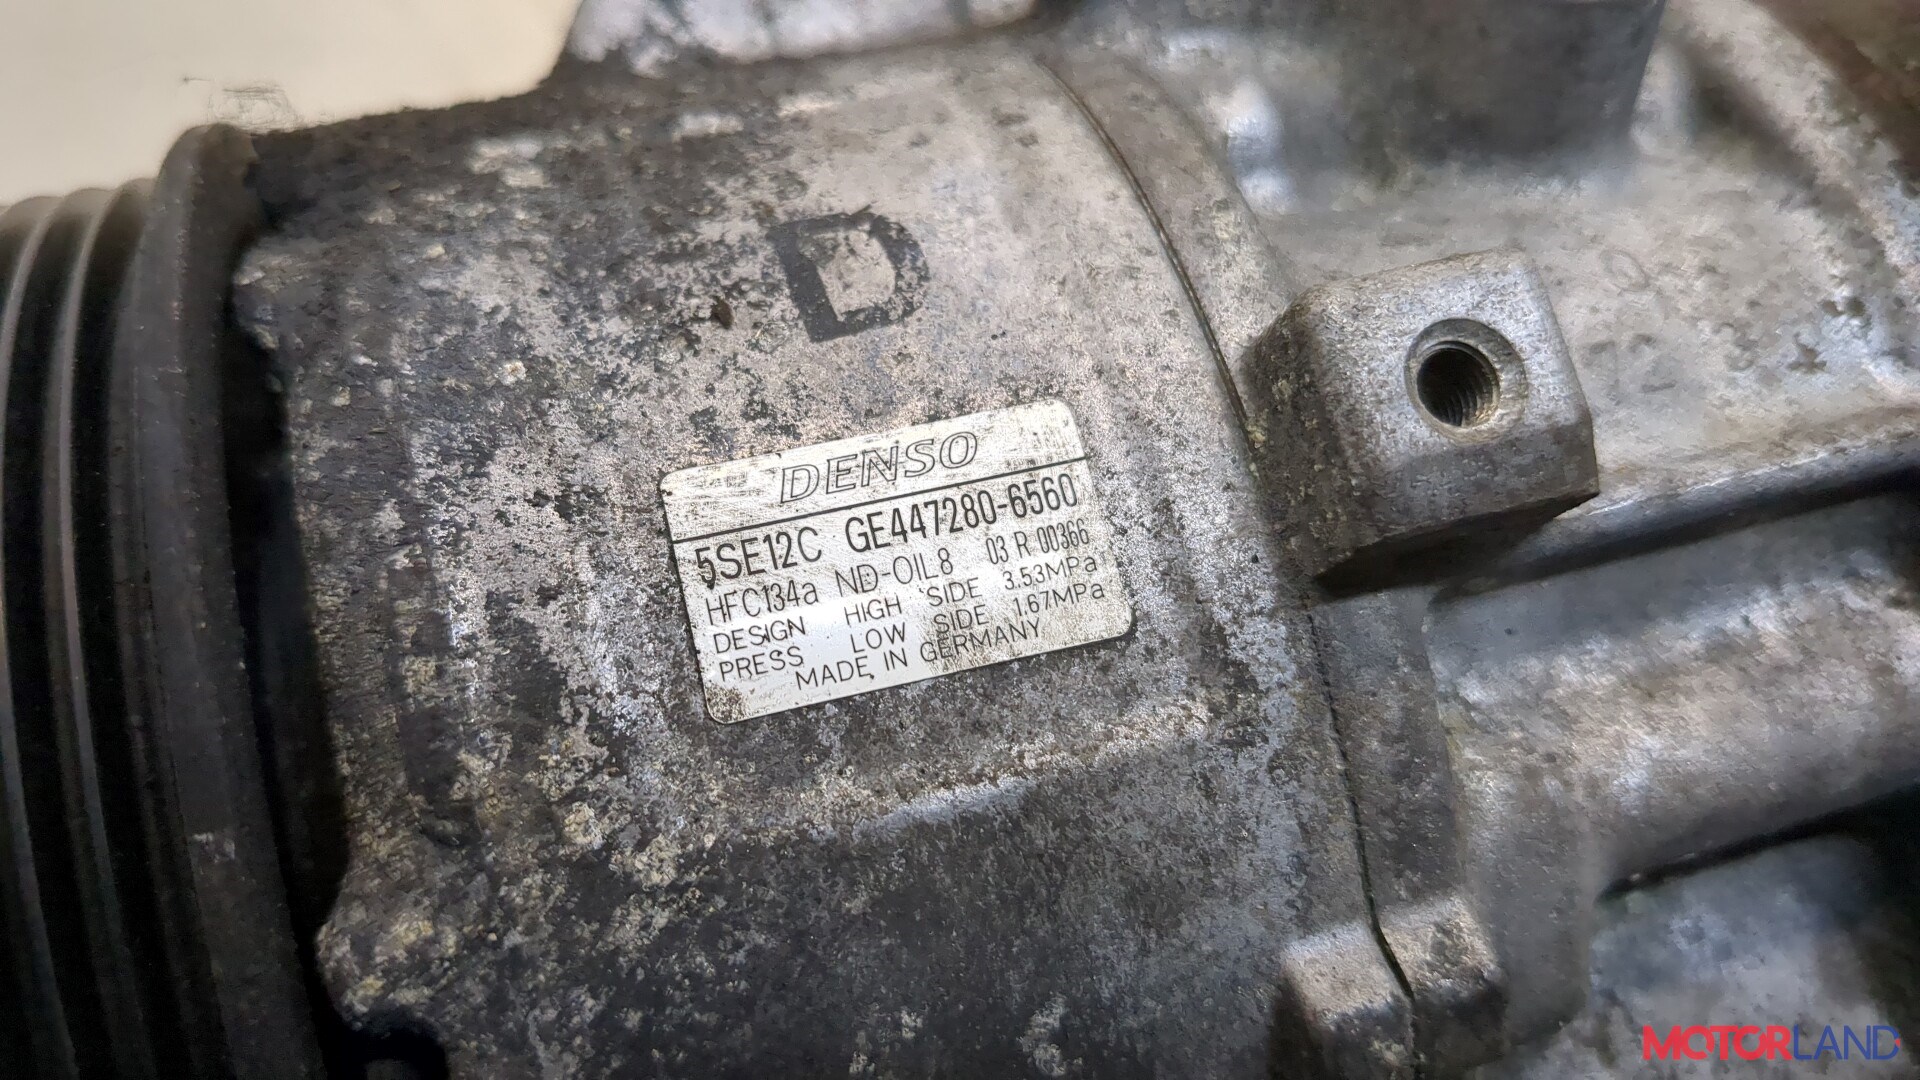 D
DENSO
5SE12C GE447280-6560
HFC134a ND-OIL8 03 R 00366
DESIGN HIGH SIDE 3.53MPa
PRESS LOW SIDE 1.67MPa
MADE IN GERMANY
MOTORLAND